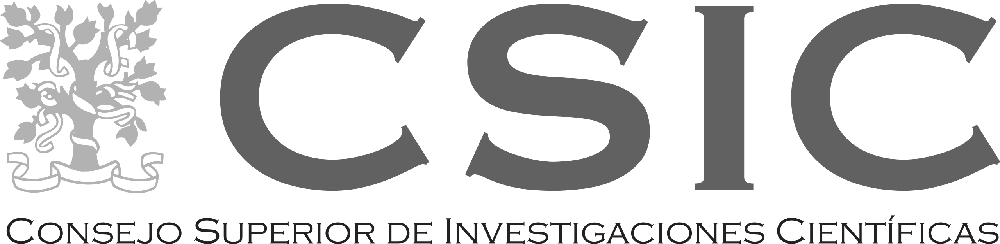 CSIC
CONSEJO SUPERIOR DE INVESTIGACIONES CIENTÍFICAS